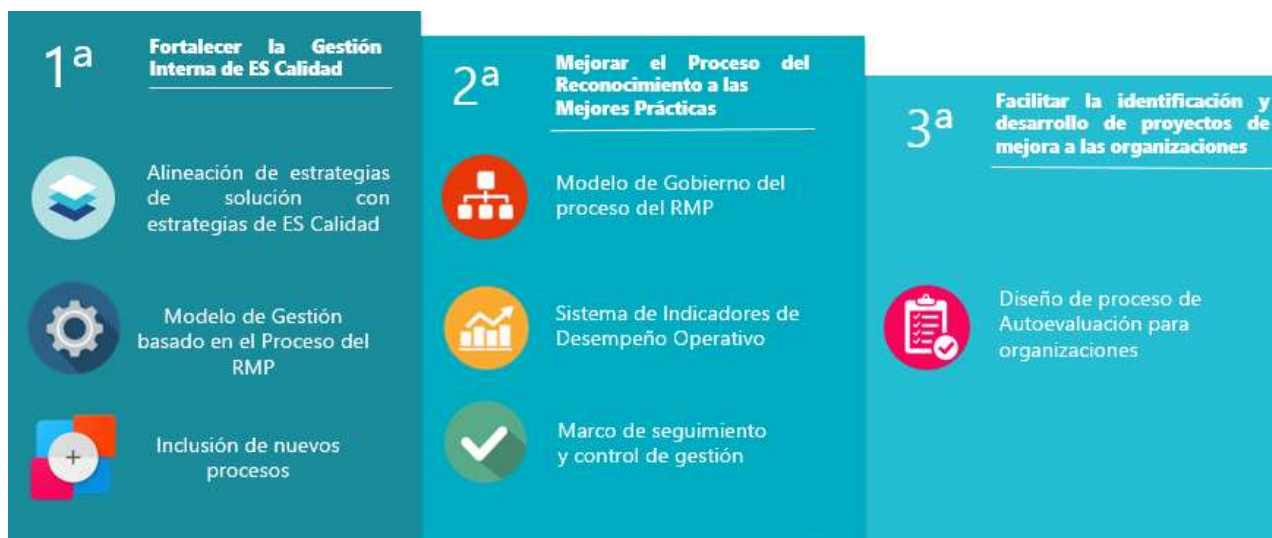 1ª
Fortalecer la Gestión
Interna de ES Calidad
Alineación de estrategias
de solución con
estrategias de ES Calidad
Modelo de Gestión
basado en el Proceso del
RMP
Inclusión de nuevos
procesos
2ª
Mejorar el Proceso del
Reconocimiento a las
Mejores Prácticas
Modelo de Gobierno del
proceso del RMP
Sistema de Indicadores de
Desempeño Operativo
Marco de seguimiento
y control de gestión
3ª
Facilitar la identificación y
desarrollo de proyectos de
mejora a las organizaciones
Diseño de proceso de
Autoevaluación para
organizaciones